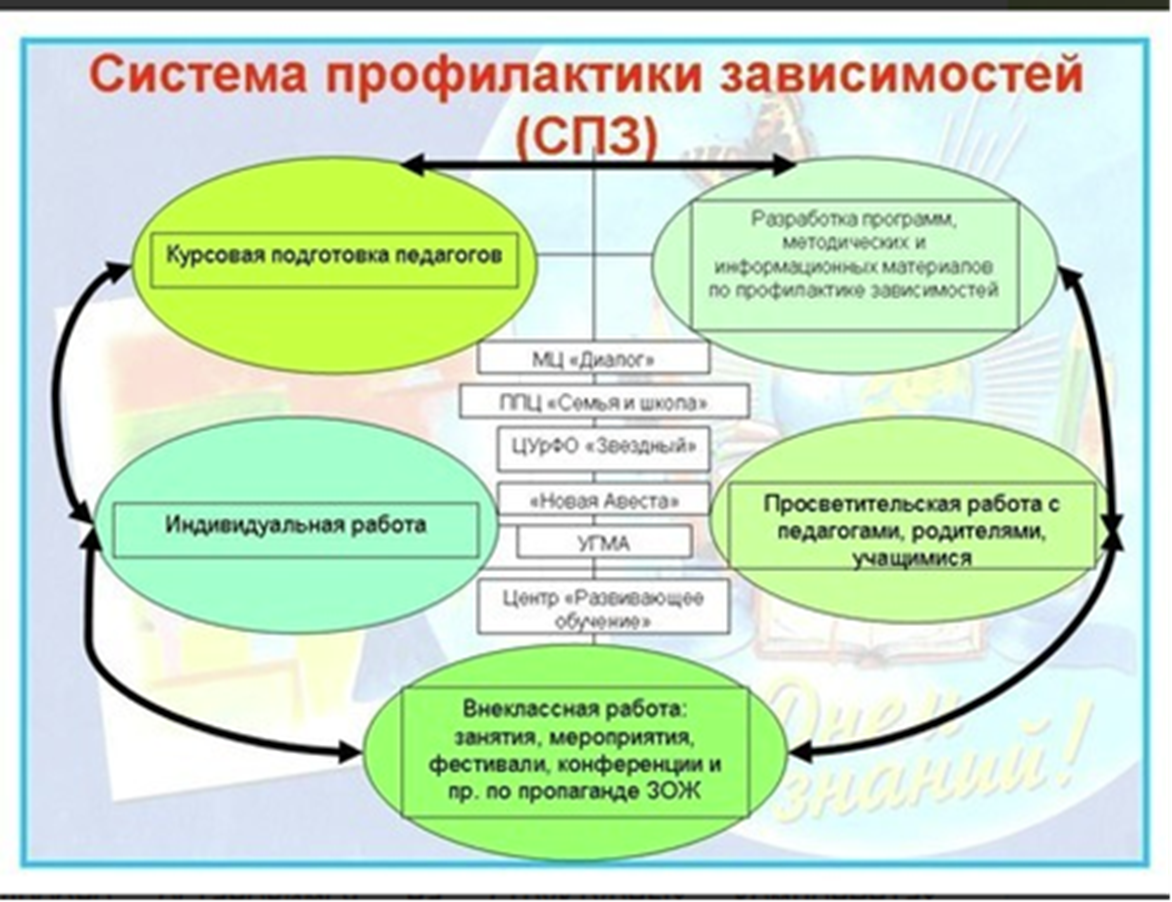 Система профилактики зависимостей
(СПЗ)
Курсовая подготовка педагогов
Разработка программ,
методических и
информационных материалов
по профилактике зависимостей
МЦ «Диалог»
ППЦ «Семья и школа»
ЦУрФО «Звездный»
«Новая Авеста»
УГМА
Центр «Развивающее
обучение»
Индивидуальная работа
Просветительская работа с
педагогами, родителями,
учащимися
Внеклассная работа:
занятия, мероприятия,
фестивали, конференции и
пр. по пропаганде ЗОЖ
Днем
знаний!